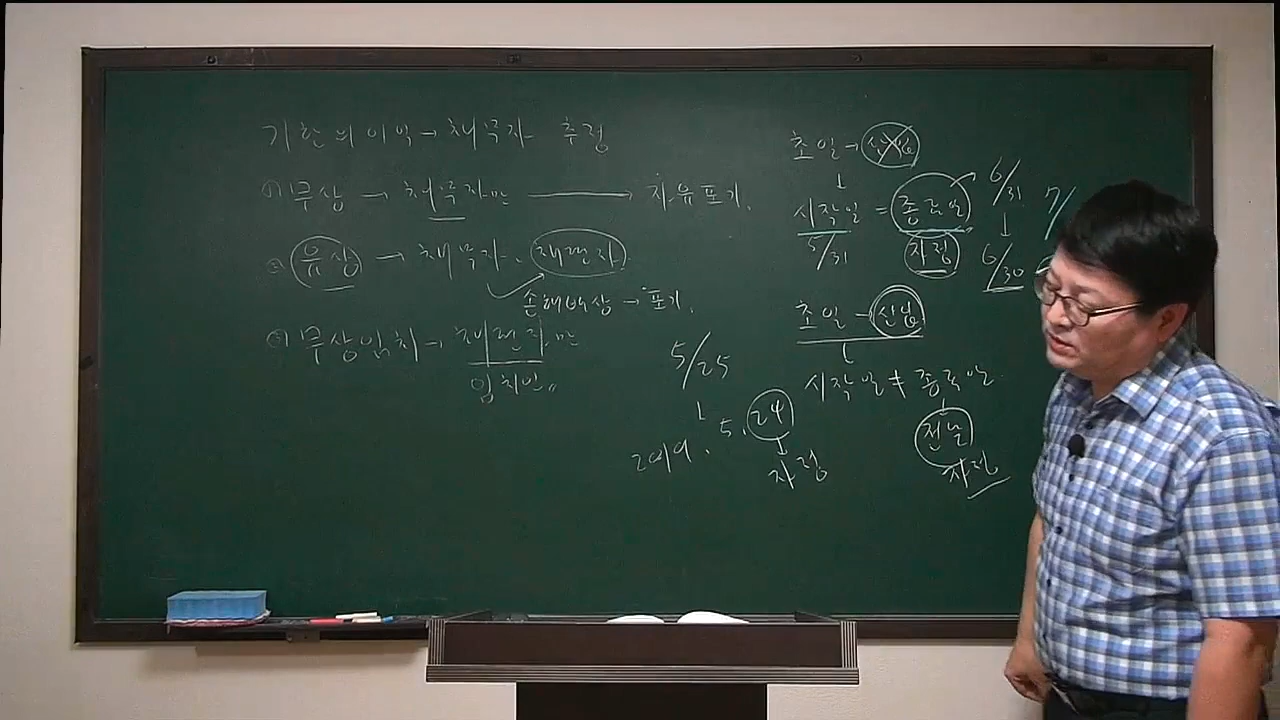 기한의 이익 → 채무자 추정
① 무상 → 채무자만 → 자유포기.
② 유상 → 채무자, 채권자
손해배상 → 포기.
③ 무상임치 → 채권자만
임치인
5/25
↓
2019. 5. 24
↓
자정
초일 → 산입
↓
시작일 = 종료일 → 6/31
5/31
자정
↓
6/30
7/
초일 → 산입
↓
시작일 ≠ 종료일
↓
전날
자정